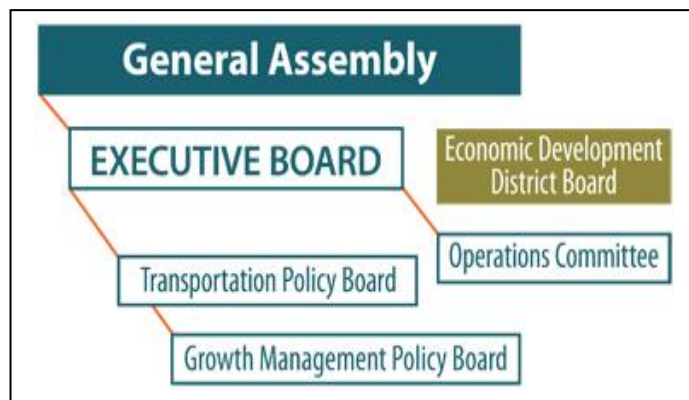 General Assembly
EXECUTIVE BOARD
Economic Development
District Board
Operations Committee
Transportation Policy Board
Growth Management Policy Board